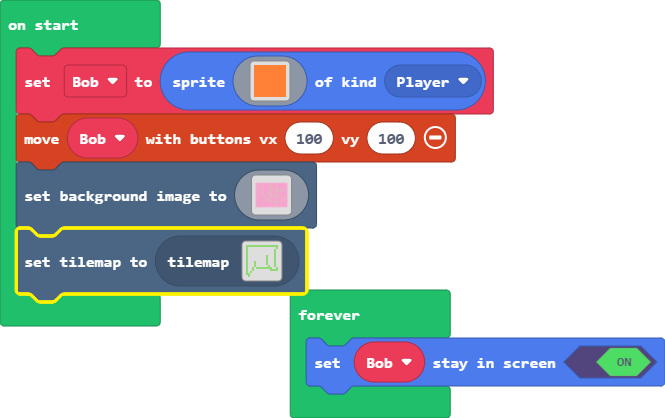 on start
set Bob to sprite of kind Player
move Bob with buttons vx 100 vy 100
set background image to
set tilemap to tilemap
forever
set Bob stay in screen ON